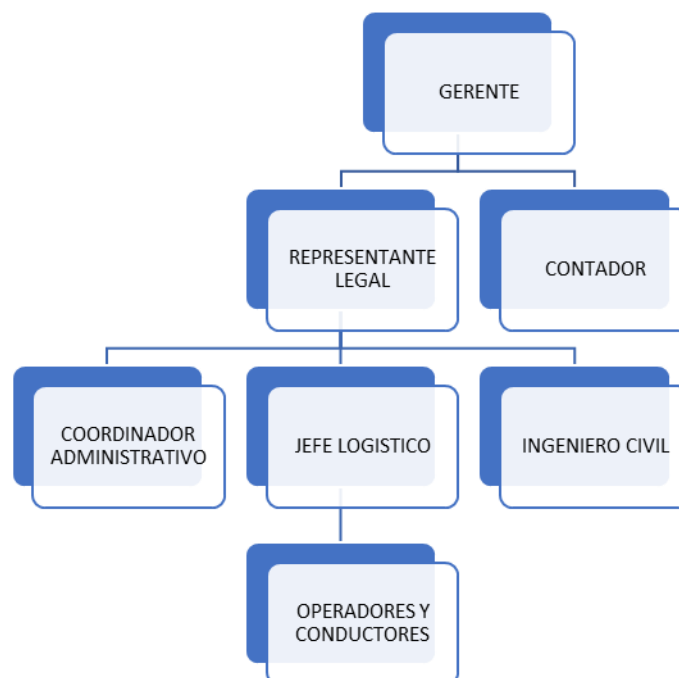 GERENTE
REPRESENTANTE
LEGAL
CONTADOR
COORDINADOR
ADMINISTRATIVO
JEFE LOGISTICO
INGENIERO CIVIL
OPERADORES Y
CONDUCTORES